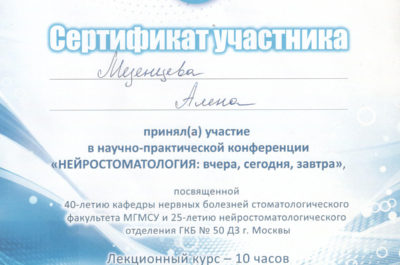 Сертификат участника
Мезенцева
Алена
принял(а) участие
в научно-практической конференции
«НЕЙРОСТОМАТОЛОГИЯ: вчера, сегодня, завтра»,
посвященной
40-летию кафедры нервных болезней стоматологического
факультета МГМСУ и 25-летию нейростоматологического
отделения ГКБ № 50 ДЗ г. Москвы
Лекционный курс – 10 часов